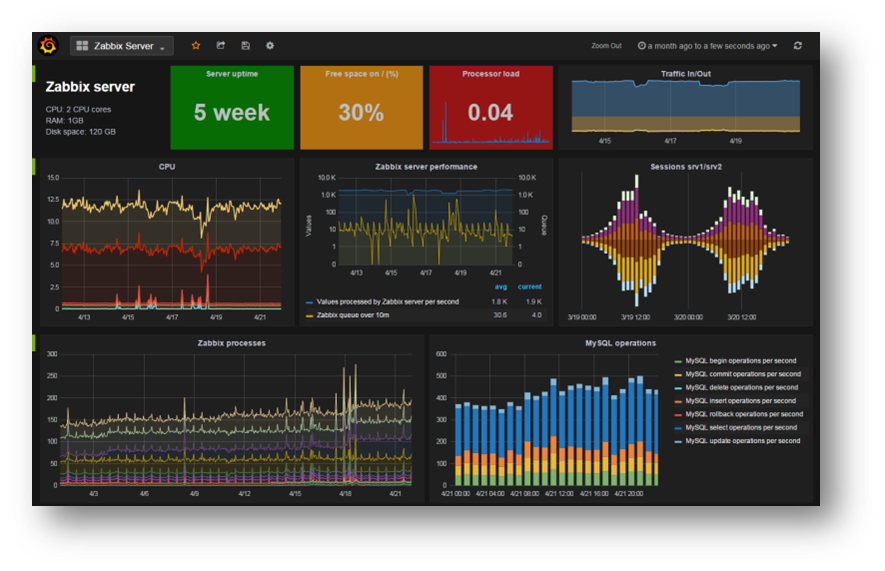 Zabbix Server
Zoom Out
a month ago to a few seconds ago
Zabbix server
CPU: 2 CPU cores
RAM: 1GB
Disk space: 120 GB
Server uptime
5 week
Free space on / (%)
30%
Processor load
0.04
Traffic In/Out
4/15 4/17 4/19
CPU
15.0
12.5
10.0
7.5
5.0
2.5
0
4/13 4/15 4/17 4/19 4/21
Zabbix server performance
10.0 K 10.0 K
1.0 K 1.0 K
100 100
10 10
1 1
0 0
Values
Queue
4/13 4/15 4/17 4/19 4/21
avg current
Values processed by Zabbix server per second 1.8 K 1.9 K
Zabbix queue over 10m 30.6 4.0
Sessions srv1/srv2
3/19 00:00 3/19 12:00 3/20 00:00 3/20 12:00
Zabbix processes
300
250
200
150
100
50
0
4/3 4/6 4/9 4/12 4/15 4/18 4/21
MySQL operations
600
500
400
300
200
100
0
4/21 00:00 4/21 04:00 4/21 08:00 4/21 12:00 4/21 16:00 4/21 20:00
MySQL begin operations per second
MySQL commit operations per second
MySQL delete operations per second
MySQL insert operations per second
MySQL rollback operations per second
MySQL select operations per second
MySQL update operations per second